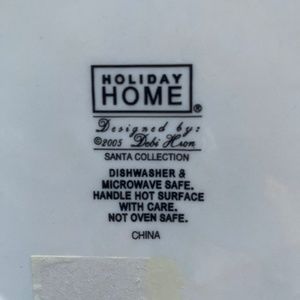 HOLIDAY
HOME®
Designed by:
©2005 Debi Hron
SANTA COLLECTION
DISHWASHER &
MICROWAVE SAFE.
HANDLE HOT SURFACE
WITH CARE.
NOT OVEN SAFE.
CHINA